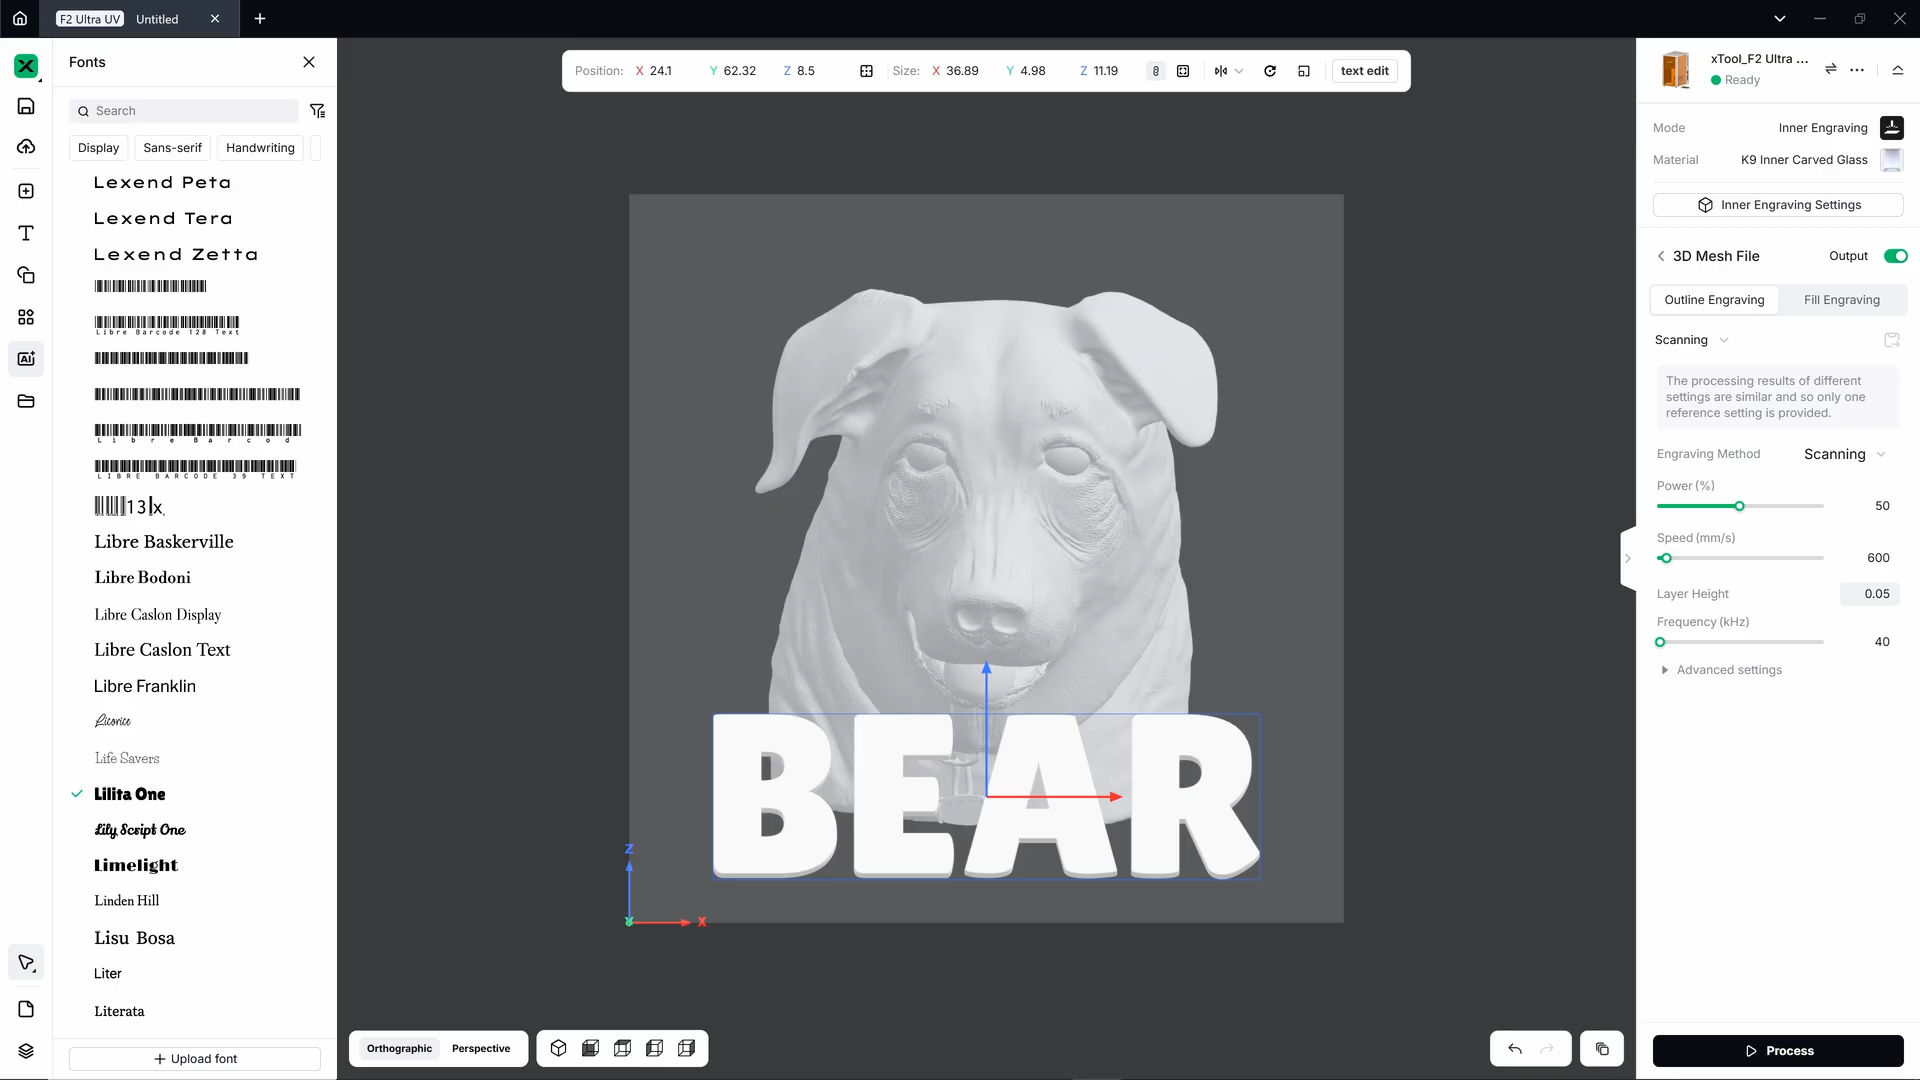 F2 Ultra UV Untitled
Fonts
Search
Display Sans-serif Handwriting
Lexend Peta
Lexend Tera
Lexend Zetta
Libre Barcode 128 Text
Libre Barcod
LIBRE BARCODE 39 TEXT
Libre Baskerville
Libre Bodoni
Libre Caslon Display
Libre Caslon Text
Libre Franklin
Licorice
Life Savers
Lilita One
Lily Script One
Limelight
Linden Hill
Lisu Bosa
Liter
Literata
Upload font
Position: X 24.1 Y 62.32 Z 8.5 Size: X 36.89 Y 4.98 Z 11.19 text edit
BEAR
Z
X
Orthographic Perspective
xTool_F2 Ultra ...
Ready
Mode Inner Engraving
Material K9 Inner Carved Glass
Inner Engraving Settings
3D Mesh File Output
Outline Engraving Fill Engraving
Scanning
The processing results of different
settings are similar and so only one
reference setting is provided.
Engraving Method Scanning
Power (%)
50
Speed (mm/s)
600
Layer Height 0.05
Frequency (kHz)
40
Advanced settings
Process